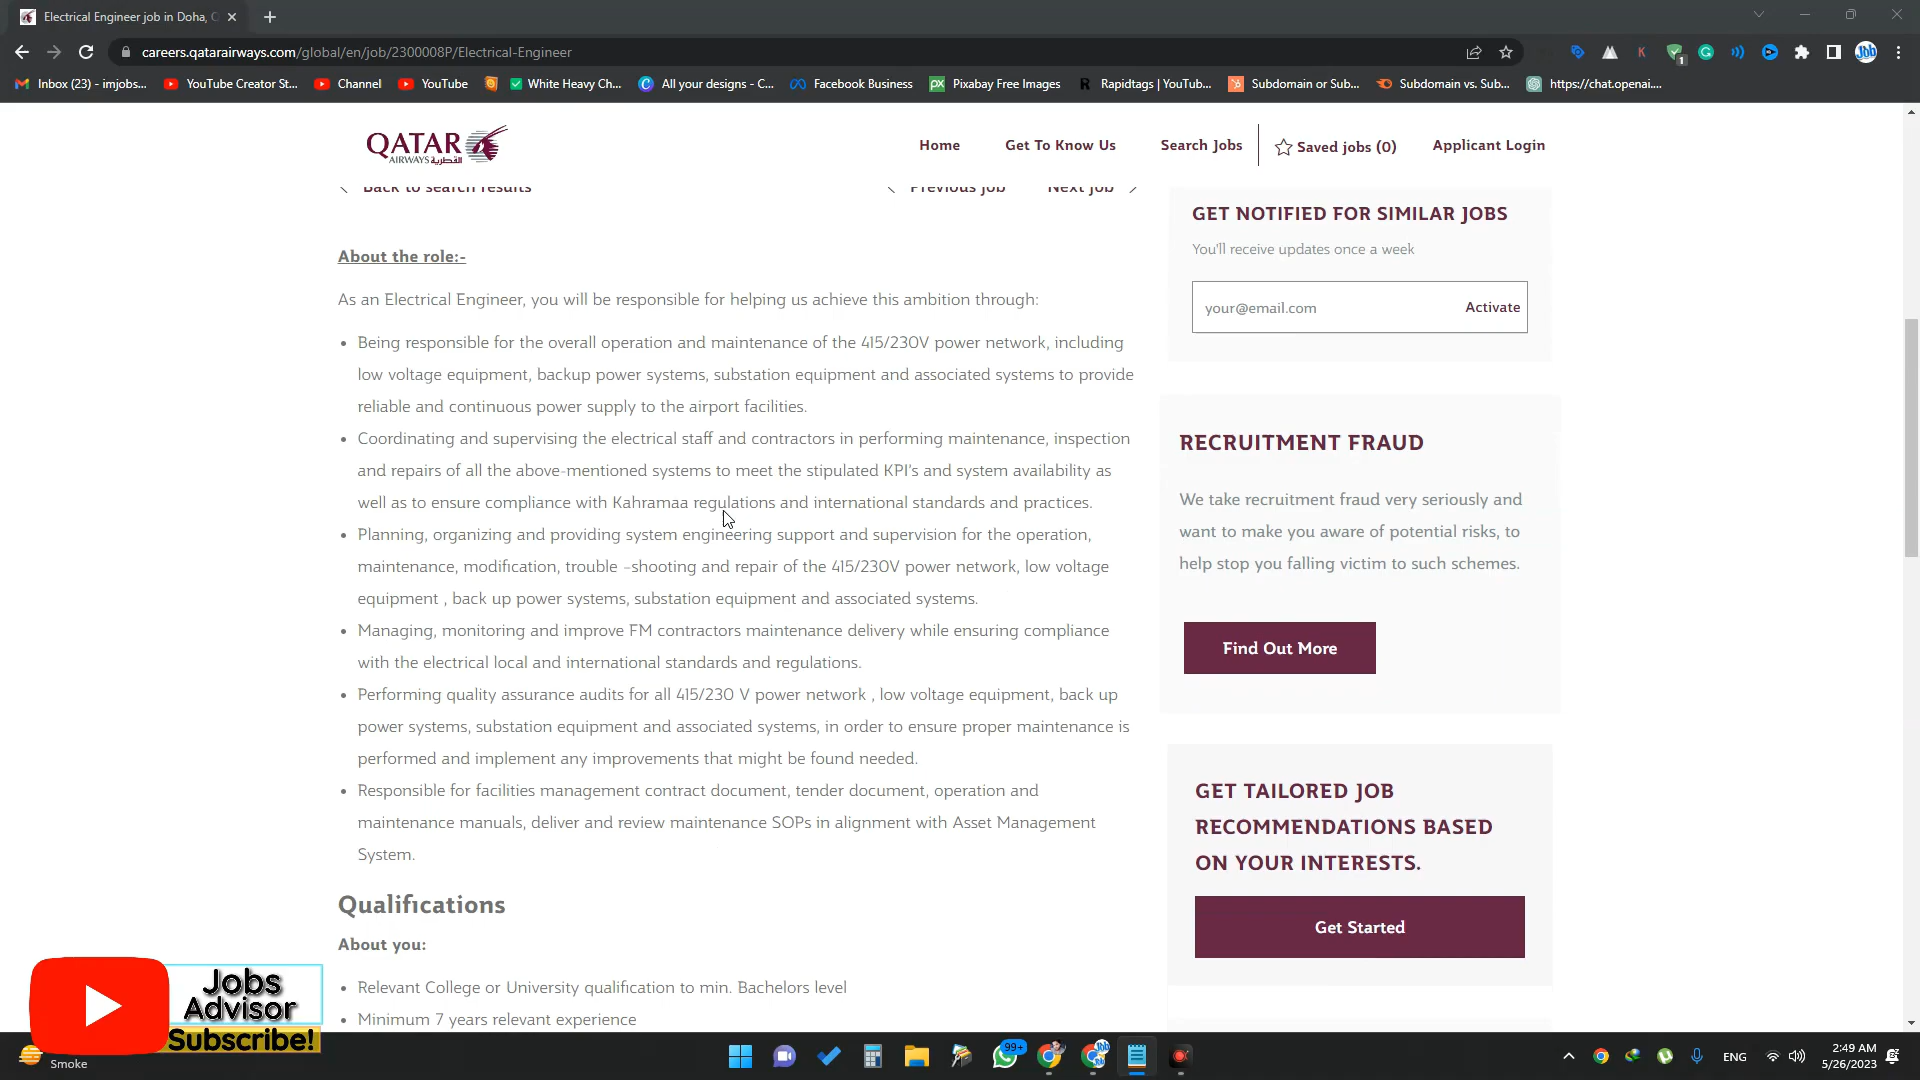 Electrical Engineer job in Doha, Q
careers.qatarairways.com/global/en/job/2300008P/Electrical-Engineer
Inbox (23) - imjobs...
YouTube Creator St...
Channel
YouTube
White Heavy Ch...
All your designs - C...
Facebook Business
px Pixabay Free Images
R Rapidtags | YouTub...
Subdomain or Sub...
Subdomain vs. Sub...
https://chat.openai....
QATAR
AIRWAYS القطرية
Home
Get To Know Us
Search Jobs
Saved jobs (0)
Applicant Login
Back to search results
Previous job
Next job
About the role:-
As an Electrical Engineer, you will be responsible for helping us achieve this ambition through:
• Being responsible for the overall operation and maintenance of the 415/230V power network, including
low voltage equipment, backup power systems, substation equipment and associated systems to provide
reliable and continuous power supply to the airport facilities.
• Coordinating and supervising the electrical staff and contractors in performing maintenance, inspection
and repairs of all the above-mentioned systems to meet the stipulated KPI's and system availability as
well as to ensure compliance with Kahramaa regulations and international standards and practices.
• Planning, organizing and providing system engineering support and supervision for the operation,
maintenance, modification, trouble –shooting and repair of the 415/230V power network, low voltage
equipment , back up power systems, substation equipment and associated systems.
• Managing, monitoring and improve FM contractors maintenance delivery while ensuring compliance
with the electrical local and international standards and regulations.
• Performing quality assurance audits for all 415/230 V power network , low voltage equipment, back up
power systems, substation equipment and associated systems, in order to ensure proper maintenance is
performed and implement any improvements that might be found needed.
• Responsible for facilities management contract document, tender document, operation and
maintenance manuals, deliver and review maintenance SOPs in alignment with Asset Management
System.
Qualifications
About you:
• Relevant College or University qualification to min. Bachelors level
• Minimum 7 years relevant experience
GET NOTIFIED FOR SIMILAR JOBS
You'll receive updates once a week
your@email.com
Activate
RECRUITMENT FRAUD
We take recruitment fraud very seriously and
want to make you aware of potential risks, to
help stop you falling victim to such schemes.
Find Out More
GET TAILORED JOB
RECOMMENDATIONS BASED
ON YOUR INTERESTS.
Get Started
Jobs
Advisor
Subscribe!
Smoke
99+
ENG
2:49 AM
5/26/2023